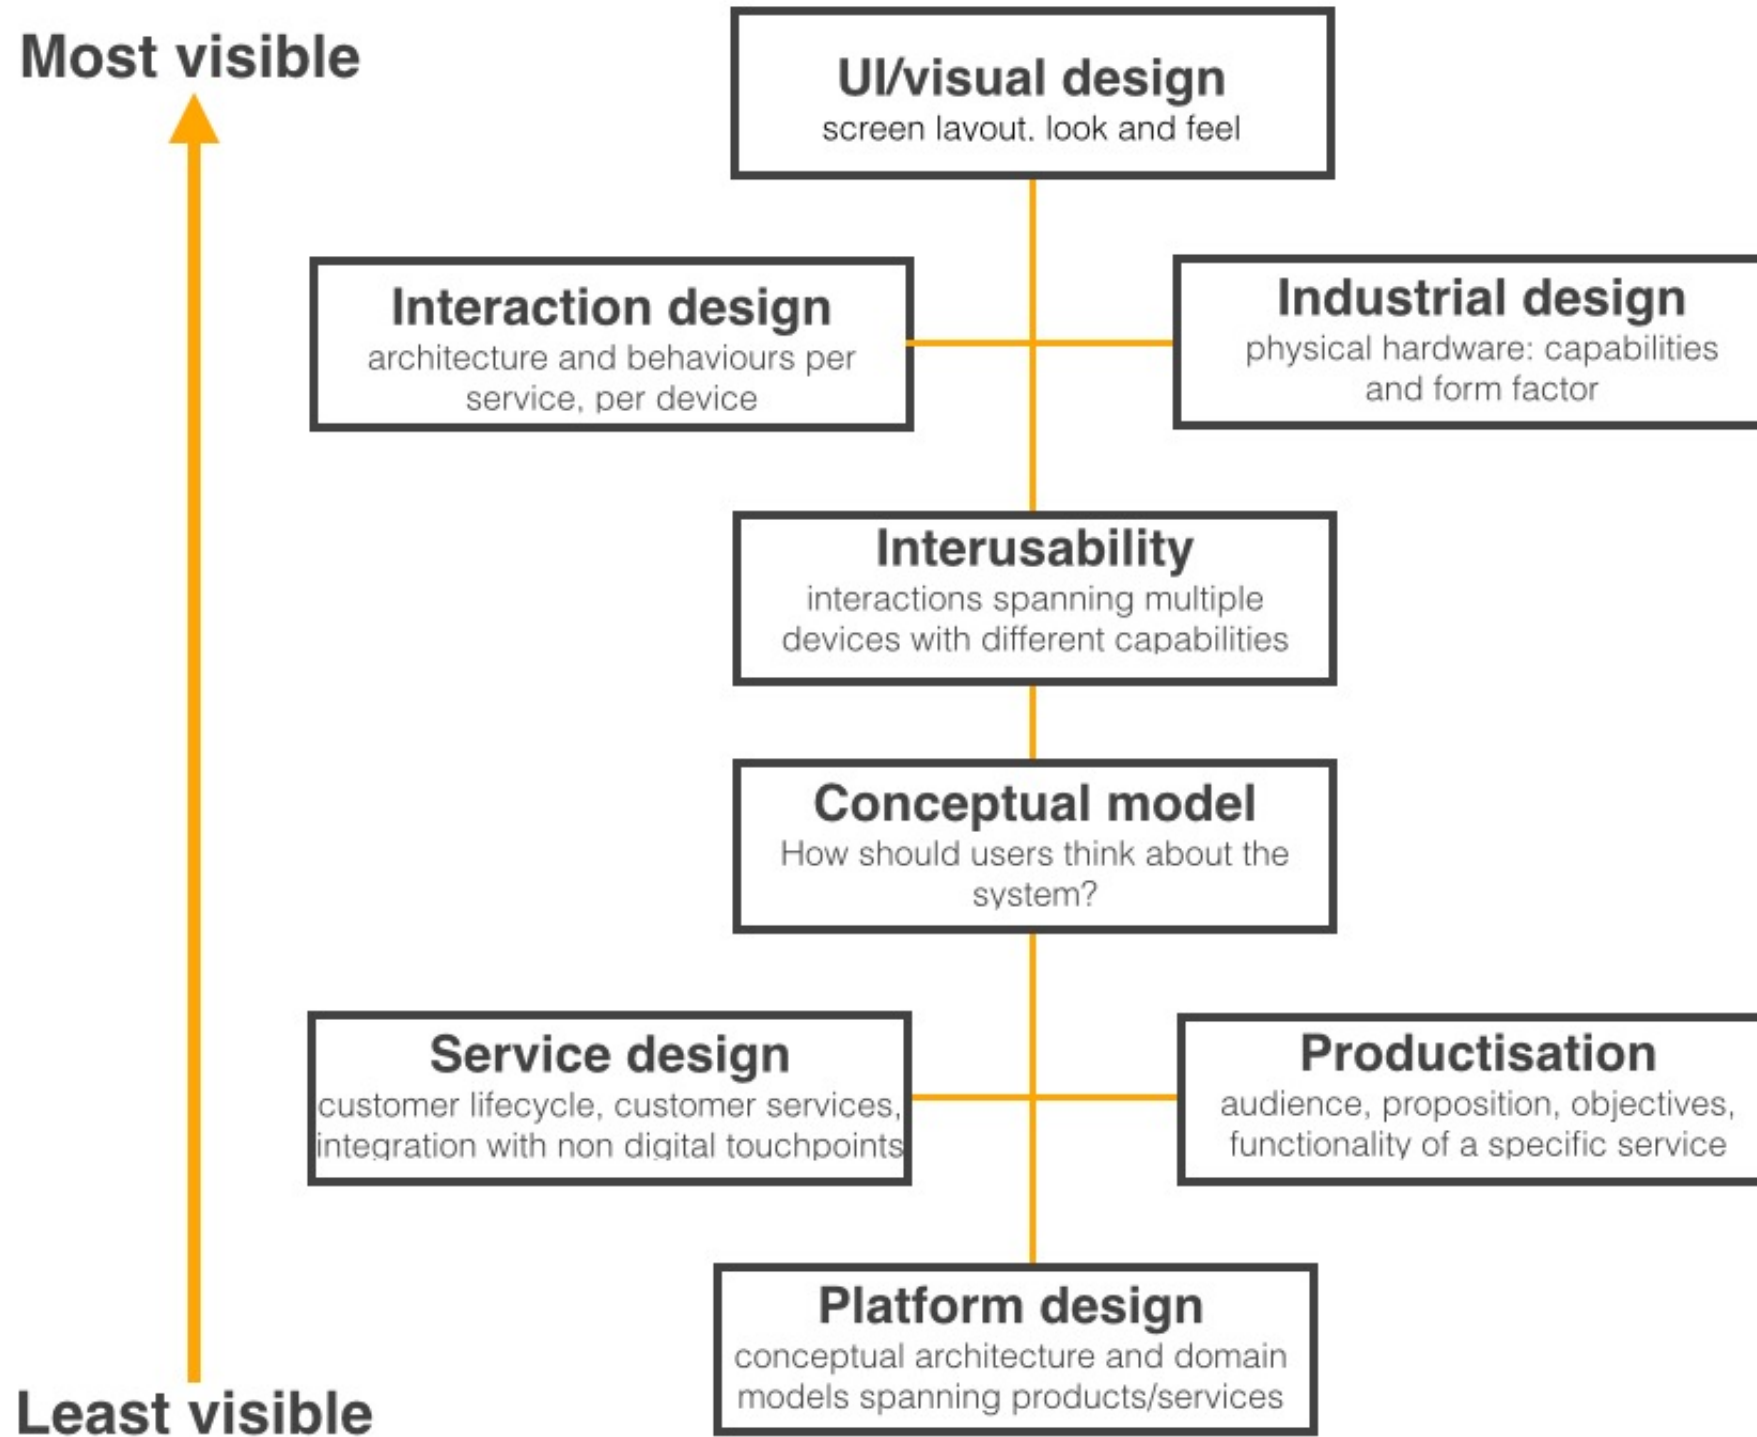 Most visible
UI/visual design
screen lavout. look and feel
Interaction design
architecture and behaviours per
service, per device
Industrial design
physical hardware: capabilities
and form factor
Interusability
interactions spanning multiple
devices with different capabilities
Conceptual model
How should users think about the
system?
Service design
customer lifecycle, customer services,
integration with non digital touchpoints
Productisation
audience, proposition, objectives,
functionality of a specific service
Platform design
conceptual architecture and domain
models spanning products/services
Least visible